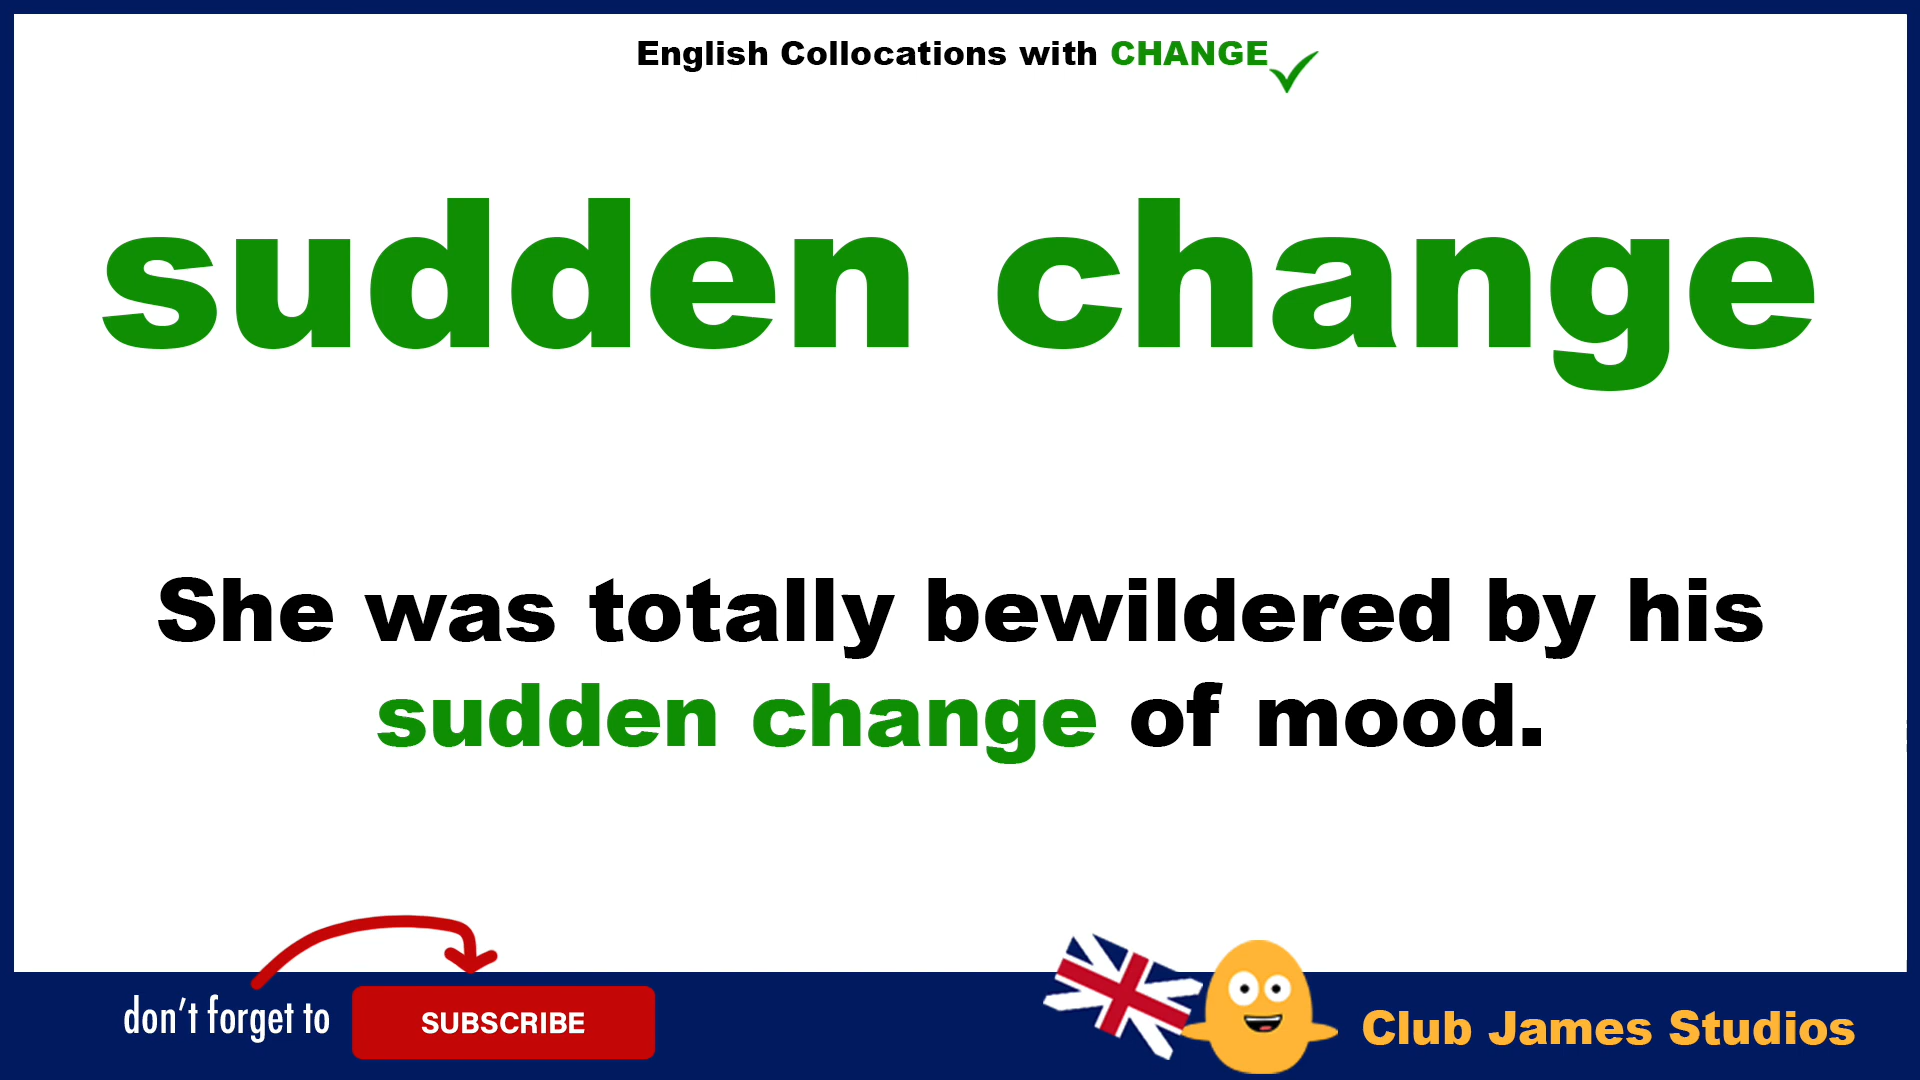 English Collocations with CHANGE
sudden change
She was totally bewildered by his
sudden change of mood.
don't forget to
SUBSCRIBE
Club James Studios